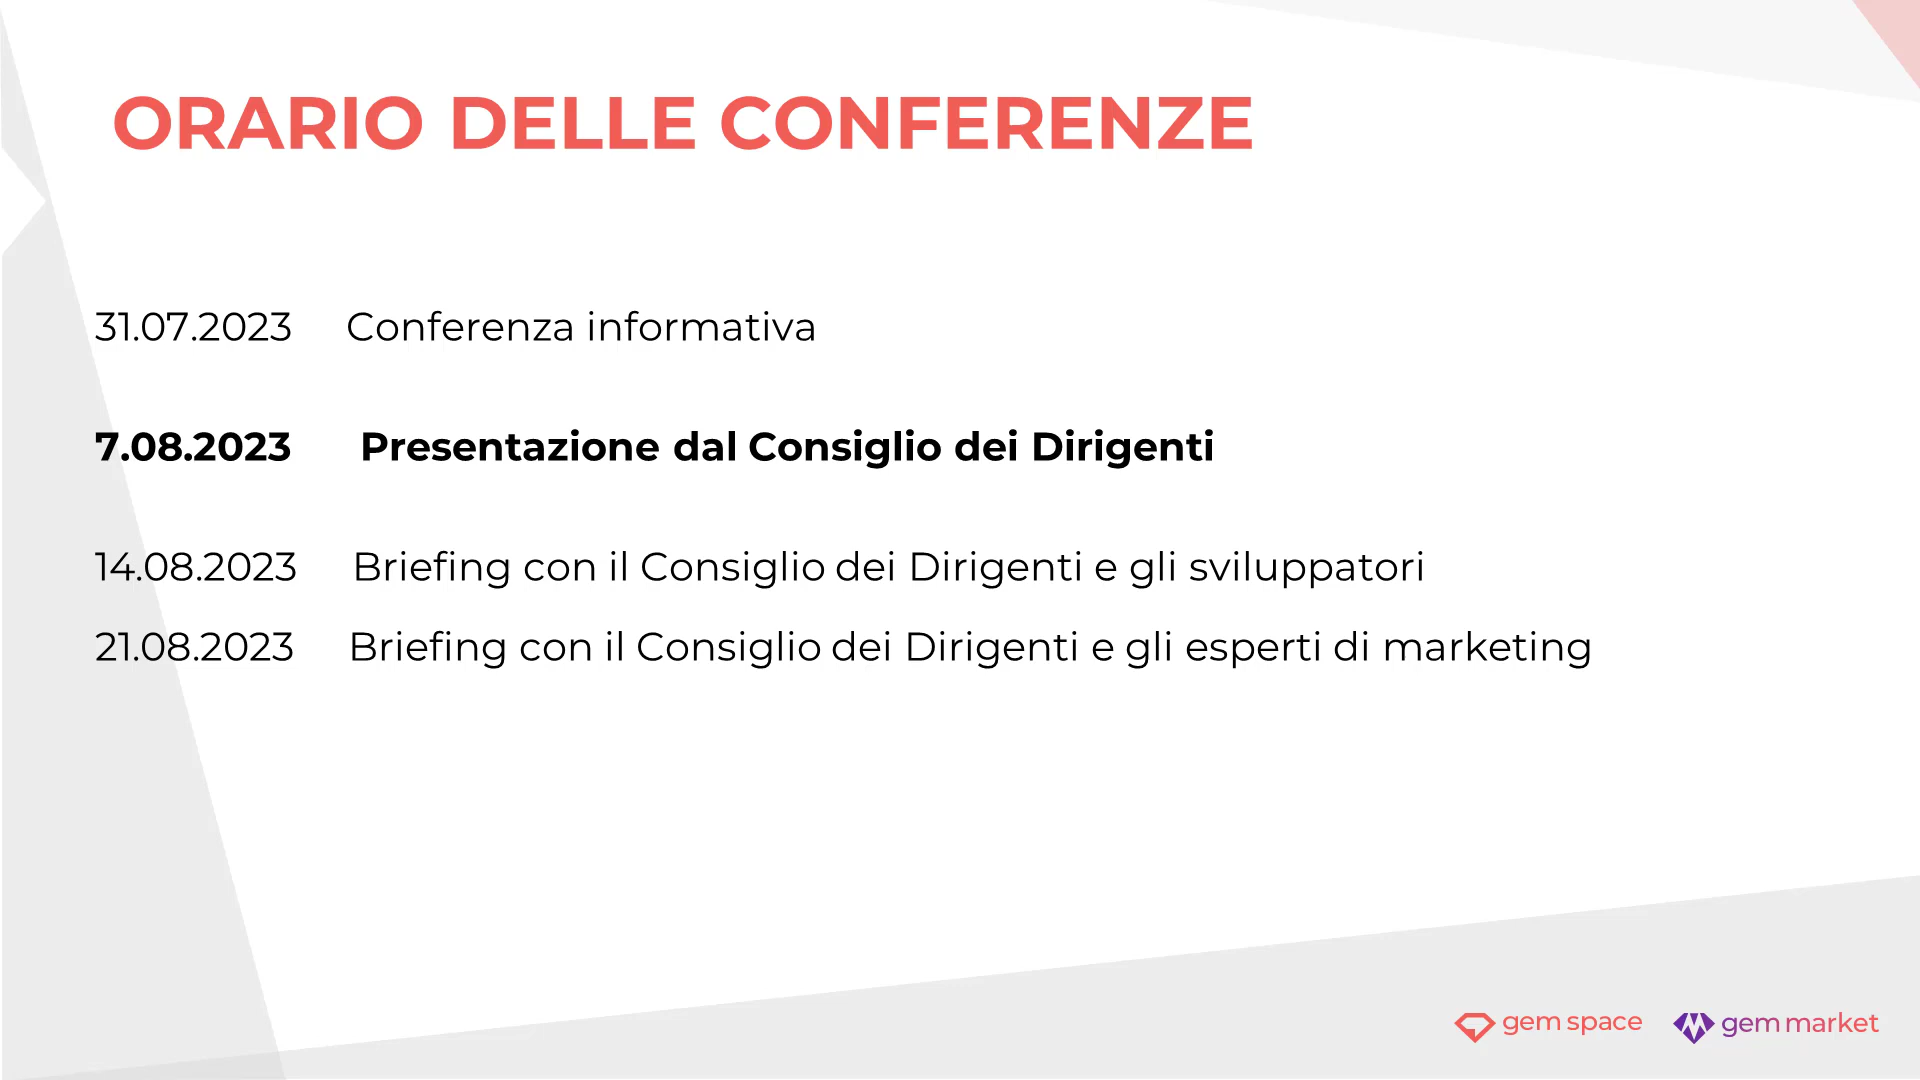 ORARIO DELLE CONFERENZE
31.07.2023 Conferenza informativa
7.08.2023 Presentazione dal Consiglio dei Dirigenti
14.08.2023 Briefing con il Consiglio dei Dirigenti e gli sviluppatori
21.08.2023 Briefing con il Consiglio dei Dirigenti e gli esperti di marketing
gem space gem market